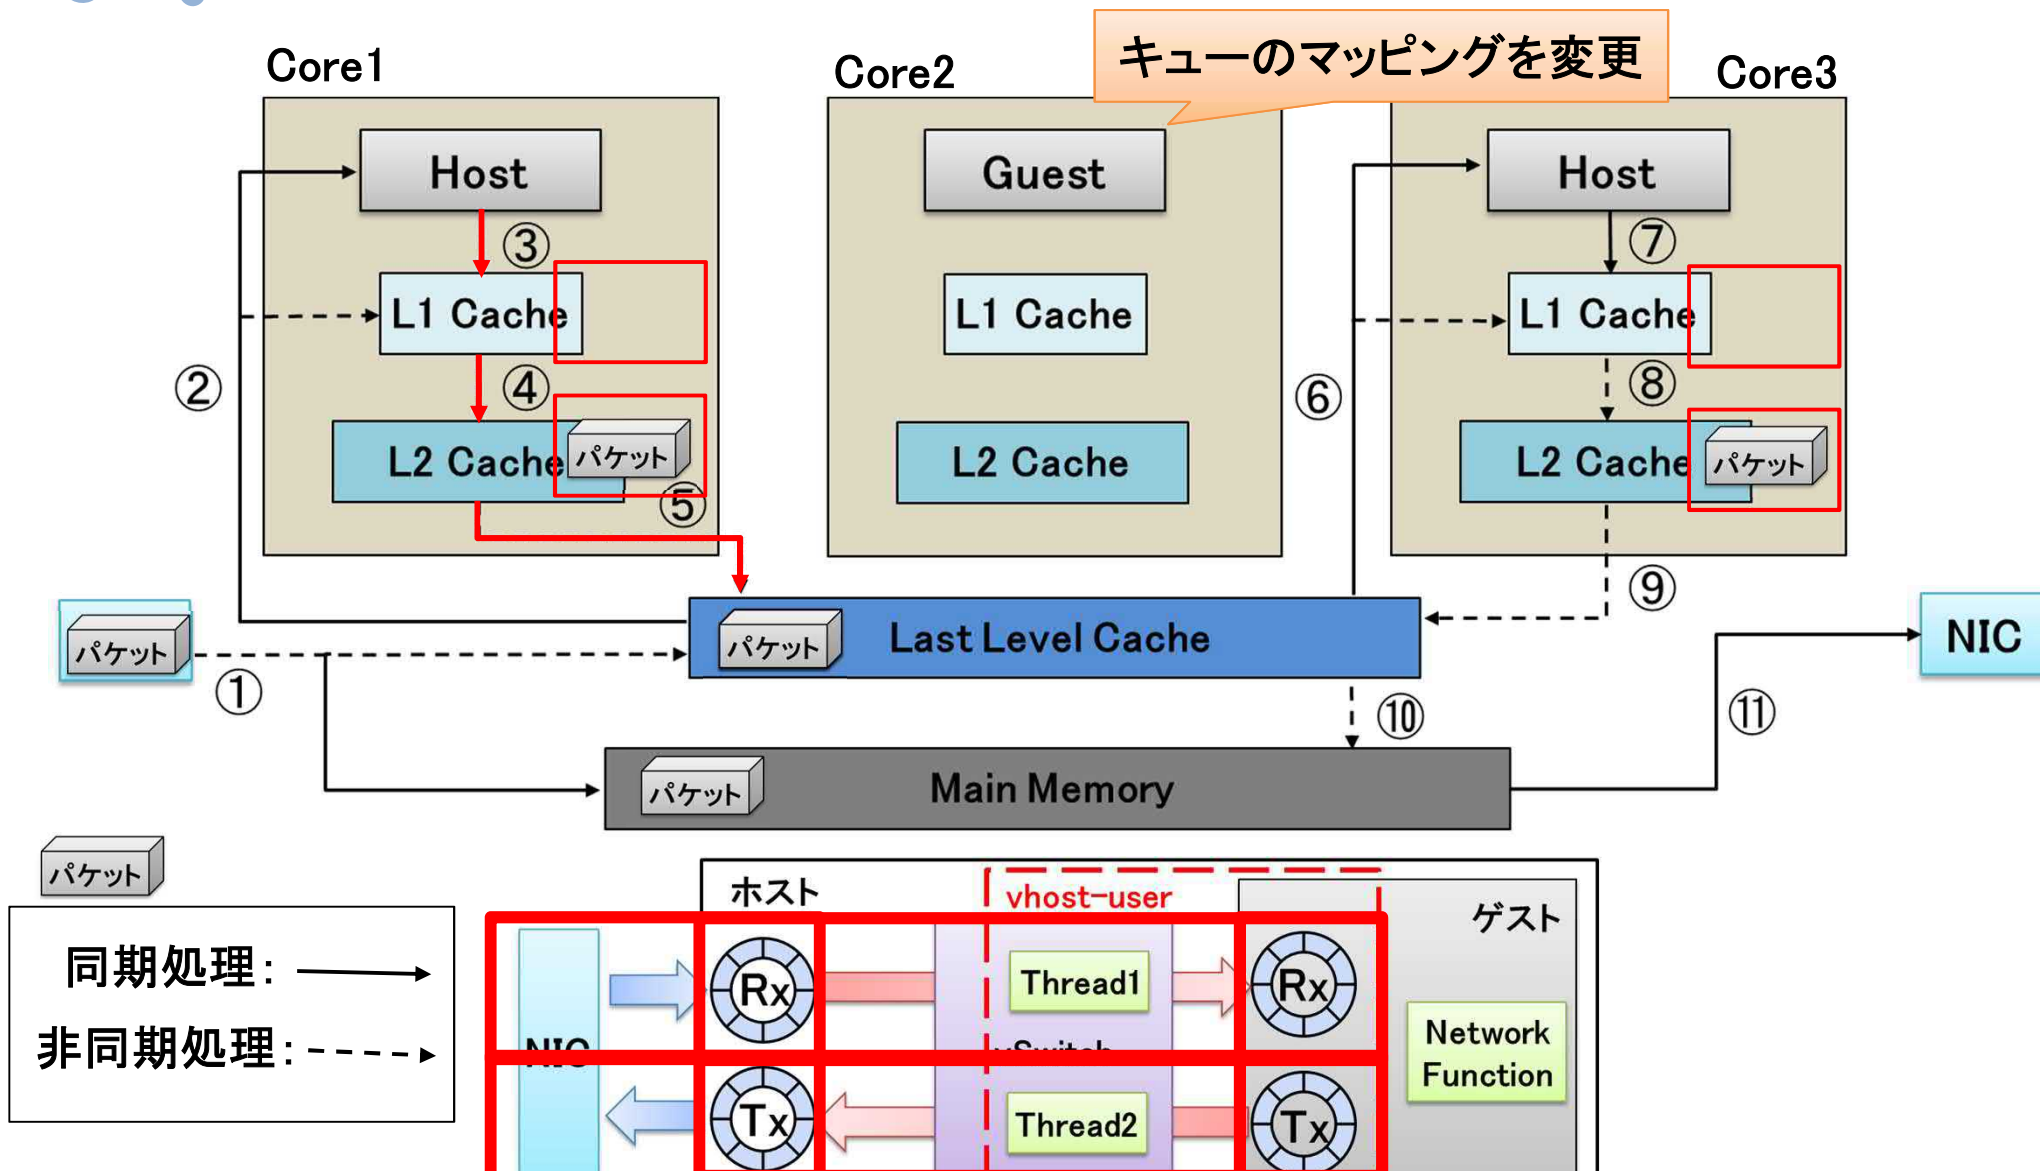 キューのマッピングを変更
Core1
Core2
Core3
Host
Guest
Host
③
⑦
L1 Cache
L1 Cache
L1 Cache
②
④
⑥
⑧
L2 Cache
パケット
L2 Cache
L2 Cache
パケット
⑤
⑨
パケット
パケット
Last Level Cache
NIC
①
⑩
⑪
パケット
Main Memory
パケット
ホスト
vhost-user
ゲスト
同期処理:
非同期処理:
Rx
Thread1
Rx
NIC
vSwitch
Network
Function
Tx
Thread2
Tx